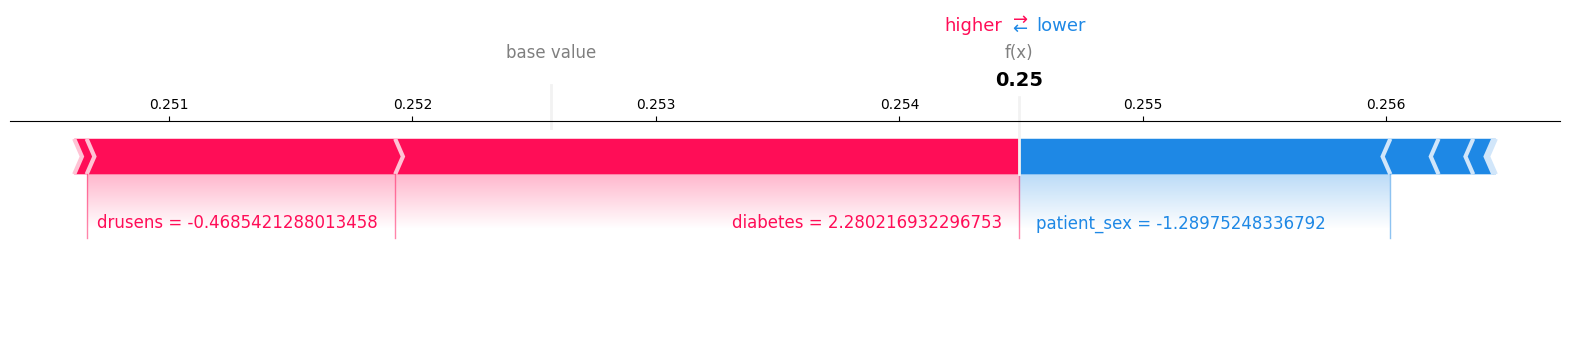 higher ⇄ lower
base value f(x)
0.25
0.251 0.252 0.253 0.254 0.255 0.256
drusens = -0.4685421288013458 diabetes = 2.280216932296753 patient_sex = -1.28975248336792